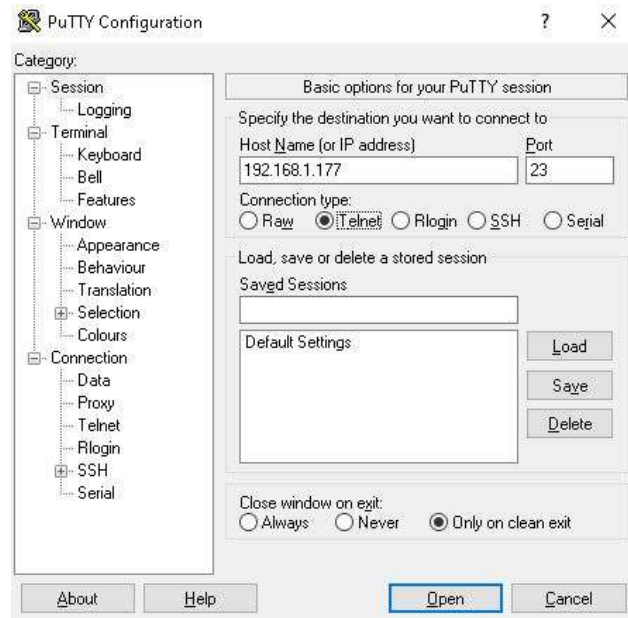 PuTTY Configuration
?
Category:
Session
Logging
Terminal
Keyboard
Bell
Features
Window
Appearance
Behaviour
Translation
Selection
Colours
Connection
Data
Proxy
Telnet
Rlogin
SSH
Serial
Basic options for your PuTTY session
Specify the destination you want to connect to
Host Name (or IP address) Port
192.168.1.177 23
Connection type:
Raw Telnet Rlogin SSH Serial
Load, save or delete a stored session
Saved Sessions
Default Settings
Load
Save
Delete
Close window on exit:
Always Never Only on clean exit
About Help Open Cancel